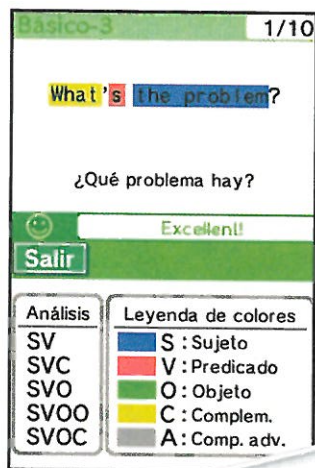 Básico-3
1/10
What's the problem?
¿Qué problema hay?
Excellent!
Salir
Análisis
SV
SVC
SVO
SVOO
SVOC
Leyenda de colores
S : Sujeto
V : Predicado
O : Objeto
C : Complem.
A : Comp. adv.